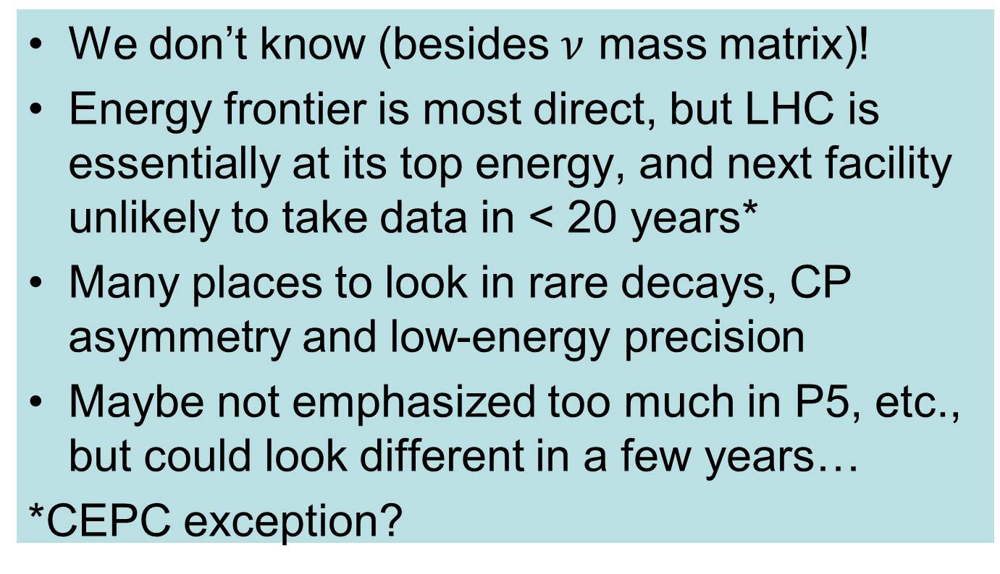 • We don’t know (besides ν mass matrix)!
• Energy frontier is most direct, but LHC is
essentially at its top energy, and next facility
unlikely to take data in < 20 years*
• Many places to look in rare decays, CP
asymmetry and low-energy precision
• Maybe not emphasized too much in P5, etc.,
but could look different in a few years…
*CEPC exception?